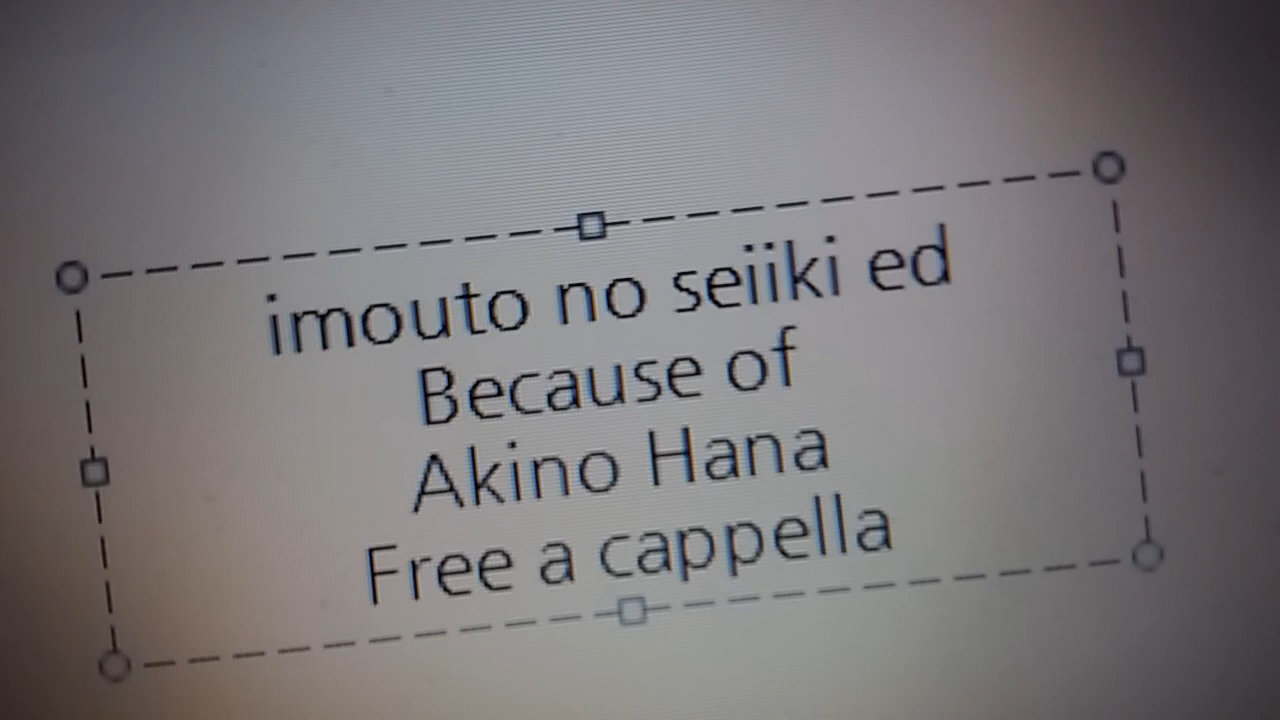 imouto no seiiki ed
Because of
Akino Hana
Free a cappella